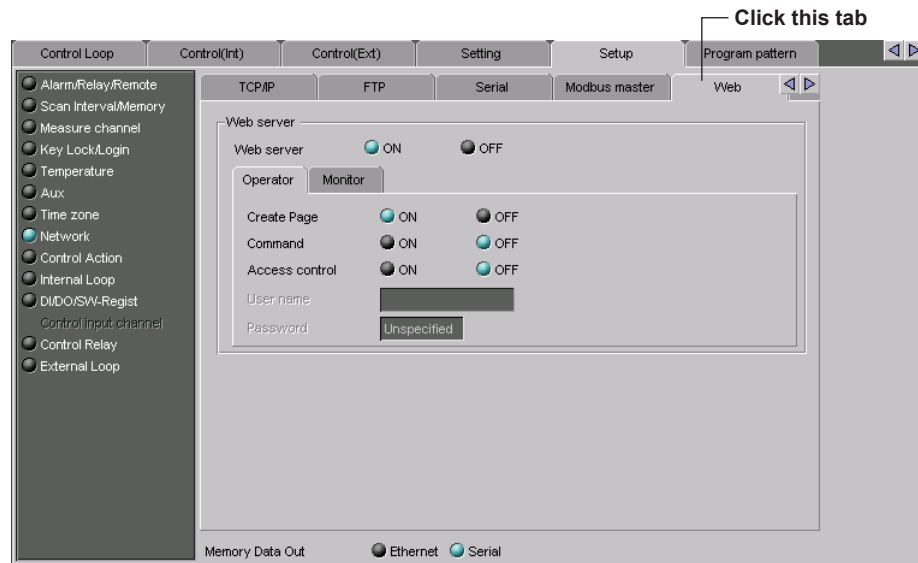 Click this tab
Control Loop Control(Int) Control(Ext) Setting Setup Program pattern
Alarm/Relay/Remote
Scan Interval/Memory
Measure channel
Key Lock/Login
Temperature
Aux
Time zone
Network
Control Action
Internal Loop
DI/DO/SW-Regist
Control input channel
Control Relay
External Loop
TCP/IP FTP Serial Modbus master Web
Web server
Web server ON OFF
Operator Monitor
Create Page ON OFF
Command ON OFF
Access control ON OFF
User name
Password Unspecified
Memory Data Out Ethernet Serial